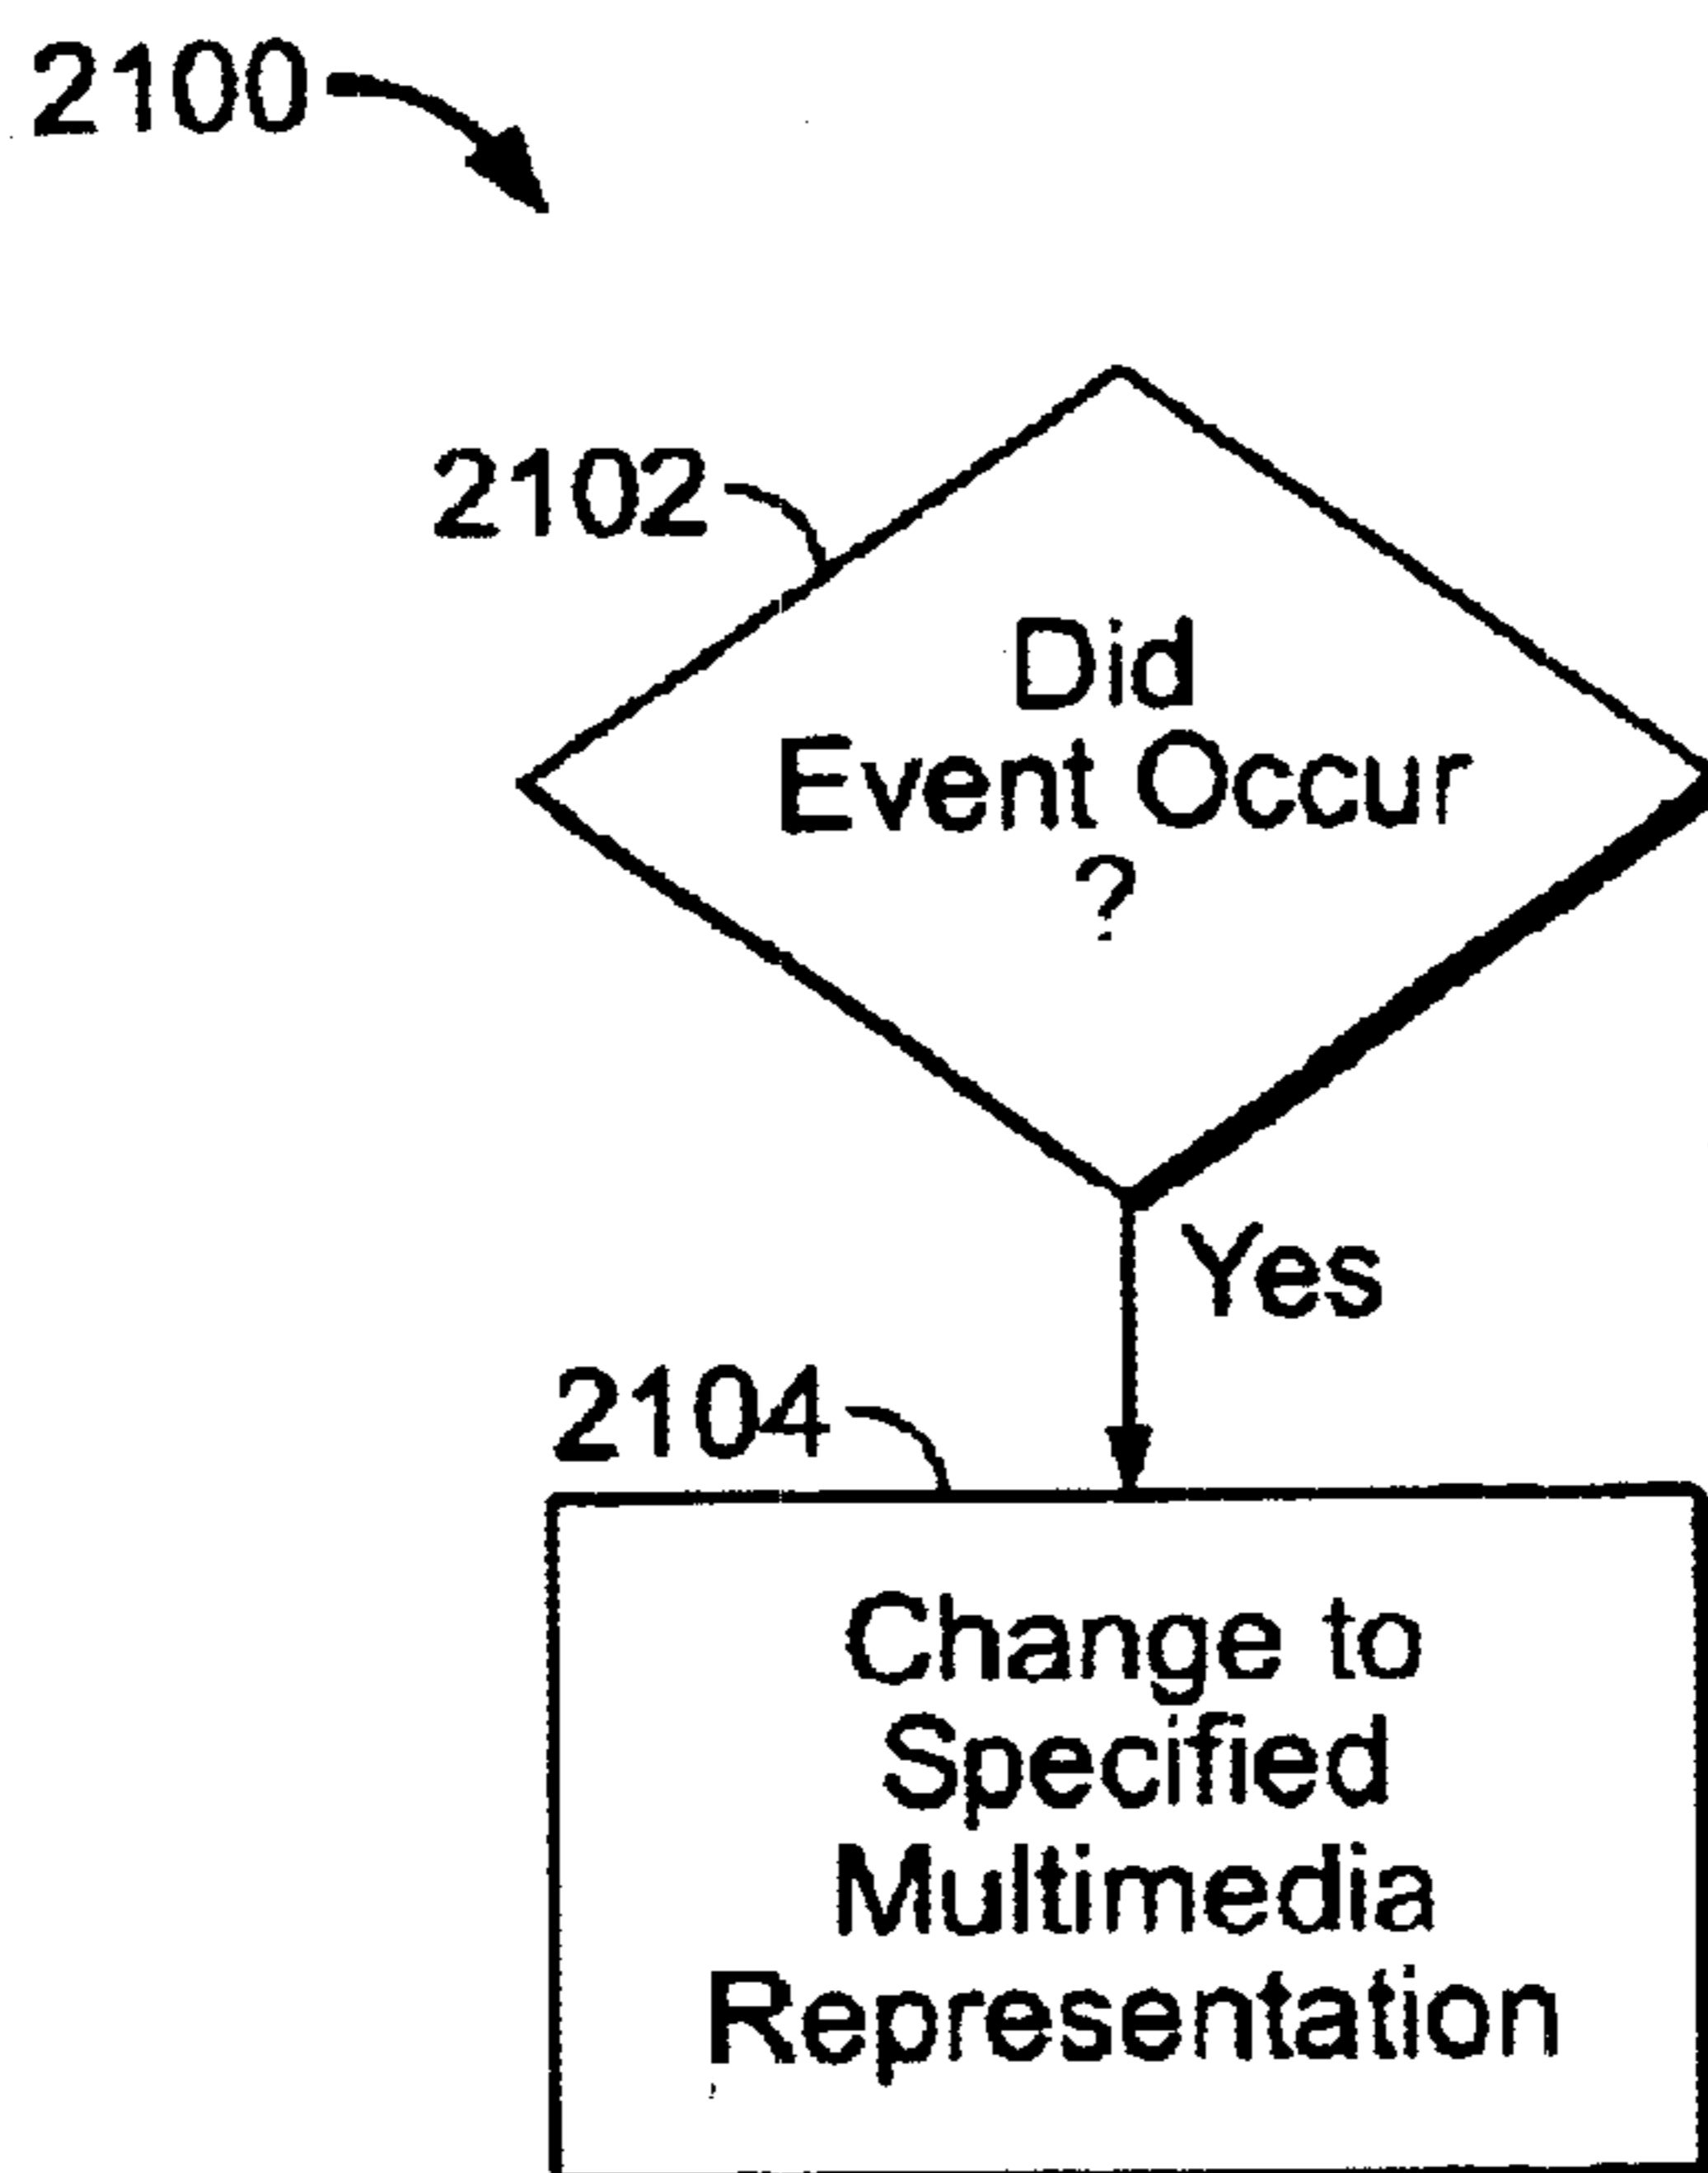 2100
2102
Did
Event Occur
?
Yes
2104
Change to
Specified
Multimedia
Representation